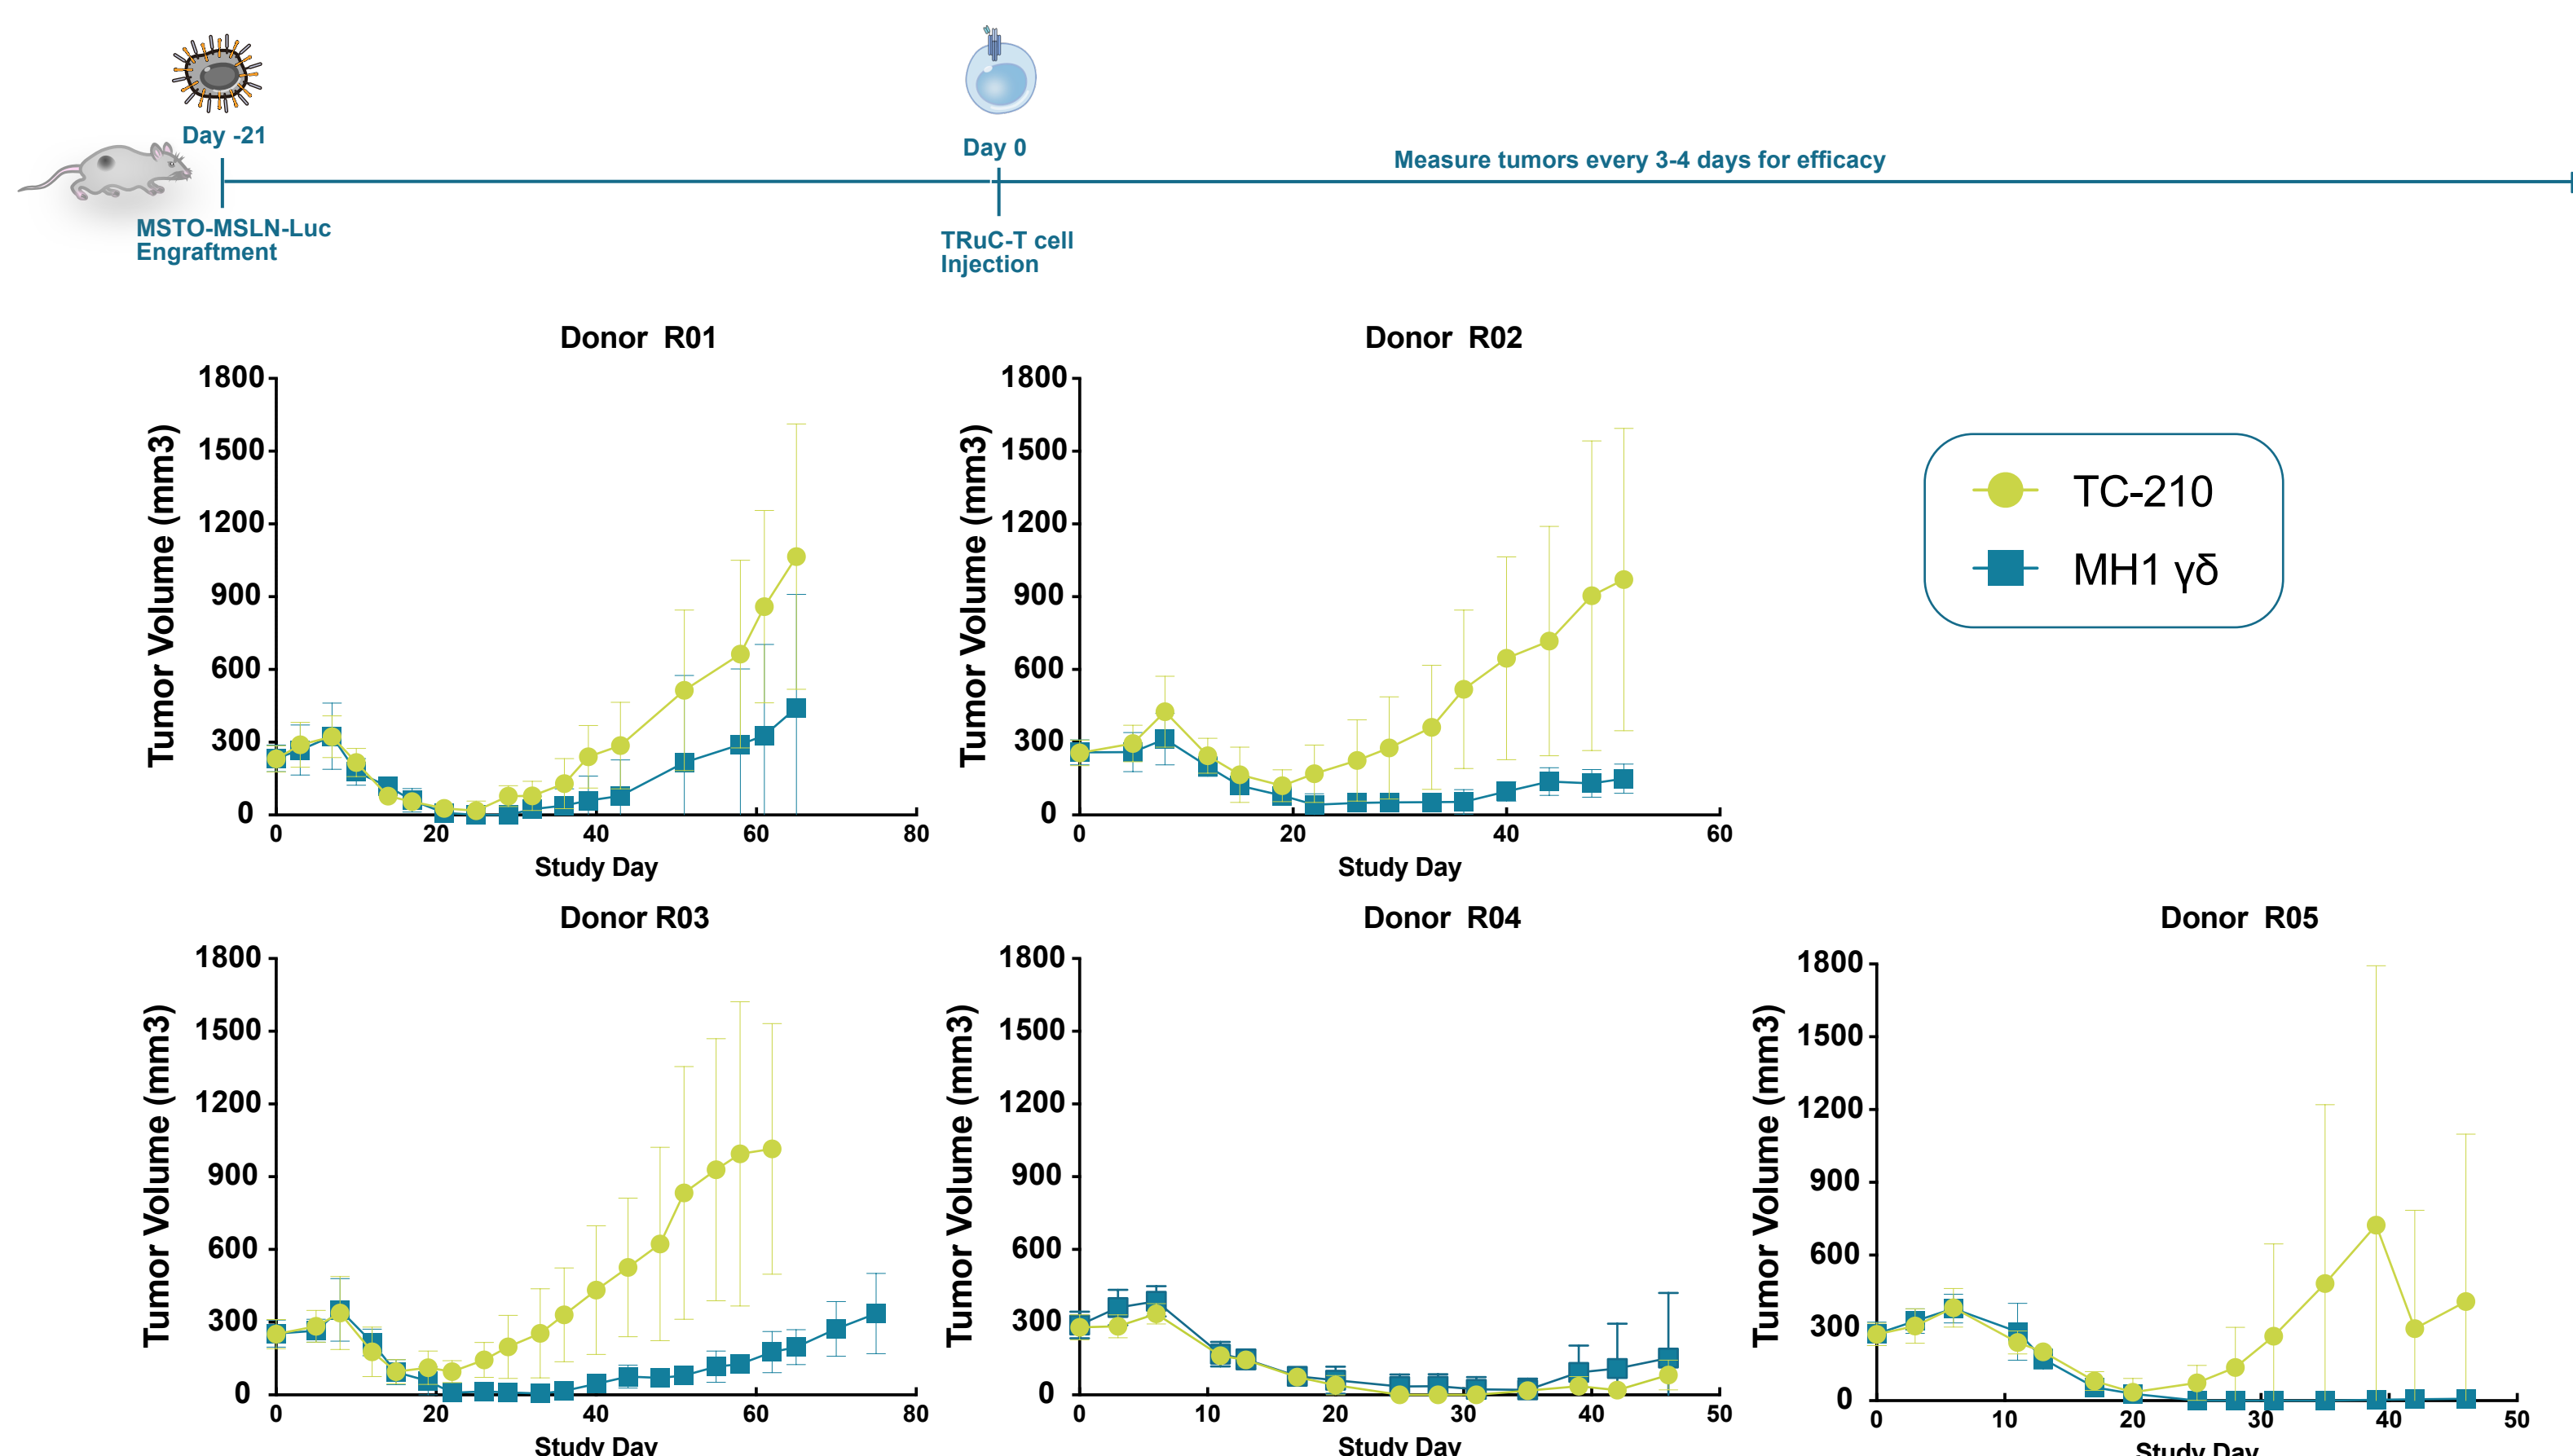 Day -21
Day 0
Measure tumors every 3-4 days for efficacy
MSTO-MSLN-Luc
Engraftment
TRuC-T cell
Injection
Donor R01
Tumor Volume (mm3)
1800
1500
1200
900
600
300
0
0 20 40 60 80
Study Day
Donor R02
Tumor Volume (mm3)
1800
1500
1200
900
600
300
0
0 20 40 60
Study Day
TC-210
MH1 γδ
Donor R03
Tumor Volume (mm3)
1800
1500
1200
900
600
300
0
0 20 40 60 80
Study Day
Donor R04
Tumor Volume (mm3)
1800
1500
1200
900
600
300
0
0 10 20 30 40 50
Study Day
Donor R05
Tumor Volume (mm3)
1800
1500
1200
900
600
300
0
0 10 20 30 40 50
Study Day